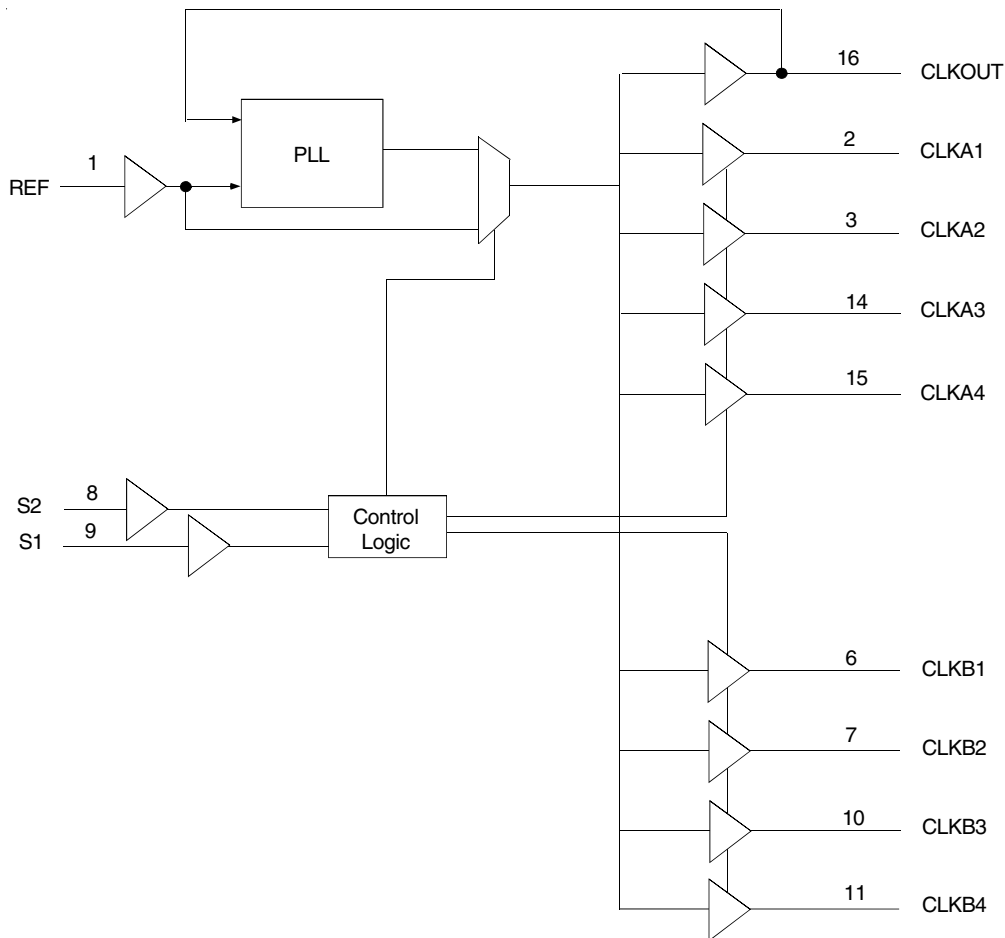 16 CLKOUT
PLL
1
REF
2 CLKA1
3 CLKA2
14 CLKA3
15 CLKA4
S2 8
S1 9
Control
Logic
6 CLKB1
7 CLKB2
10 CLKB3
11 CLKB4